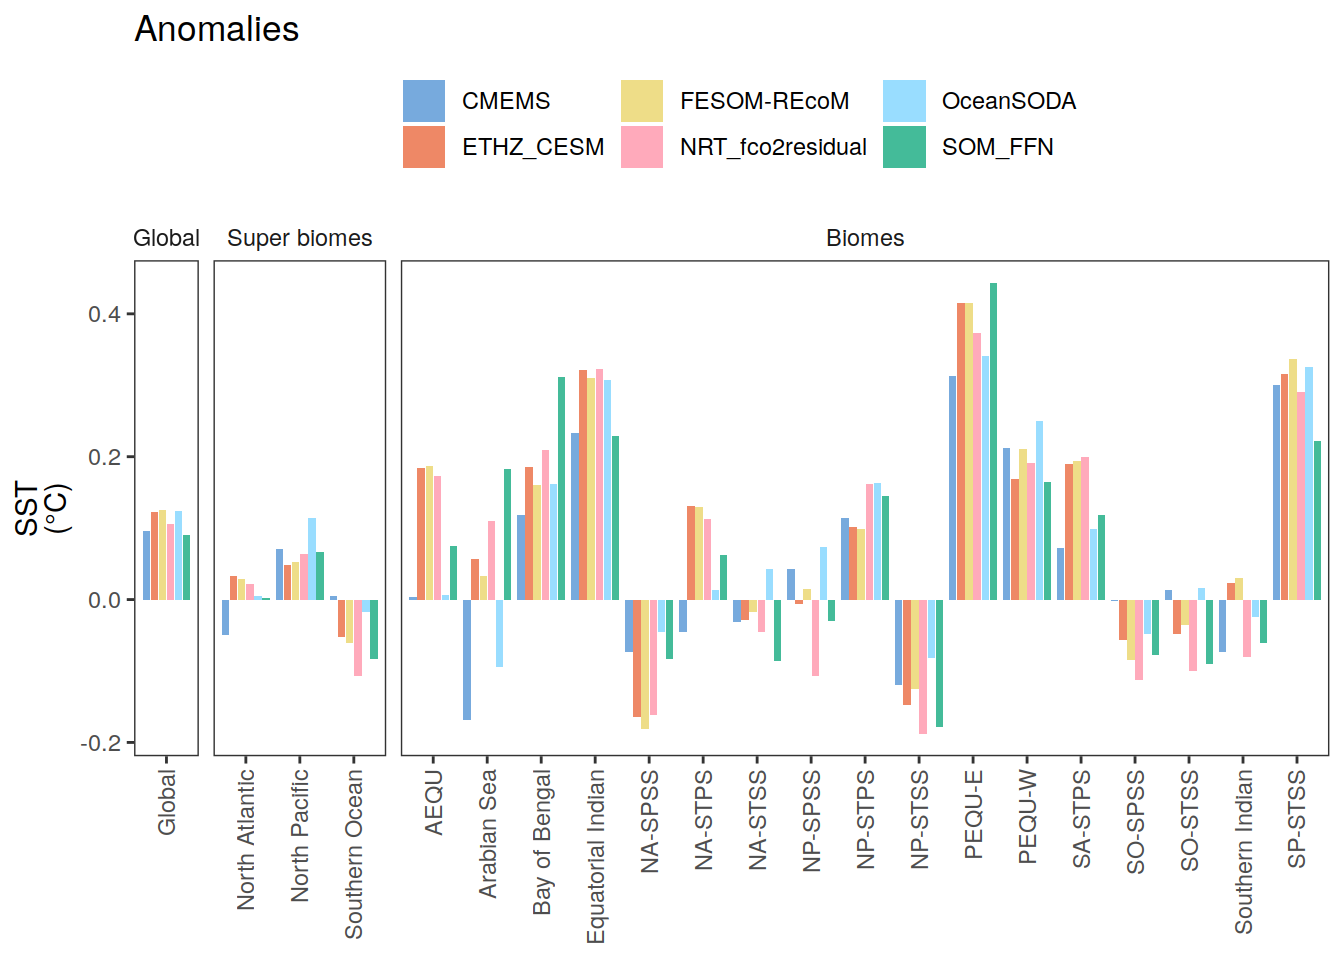 Anomalies
CMEMS
FESOM-REcoM
OceanSODA
ETHZ_CESM
NRT_fco2residual
SOM_FFN
Global
Super biomes
Biomes
SST
(°C)
0.4
0.2
0.0
-0.2
Global
North Atlantic
North Pacific
Southern Ocean
AEQU
Arabian Sea
Bay of Bengal
Equatorial Indian
NA-SPSS
NA-STPS
NA-STSS
NP-SPSS
NP-STPS
NP-STSS
PEQU-E
PEQU-W
SA-STPS
SO-SPSS
SO-STSS
Southern Indian
SP-STSS